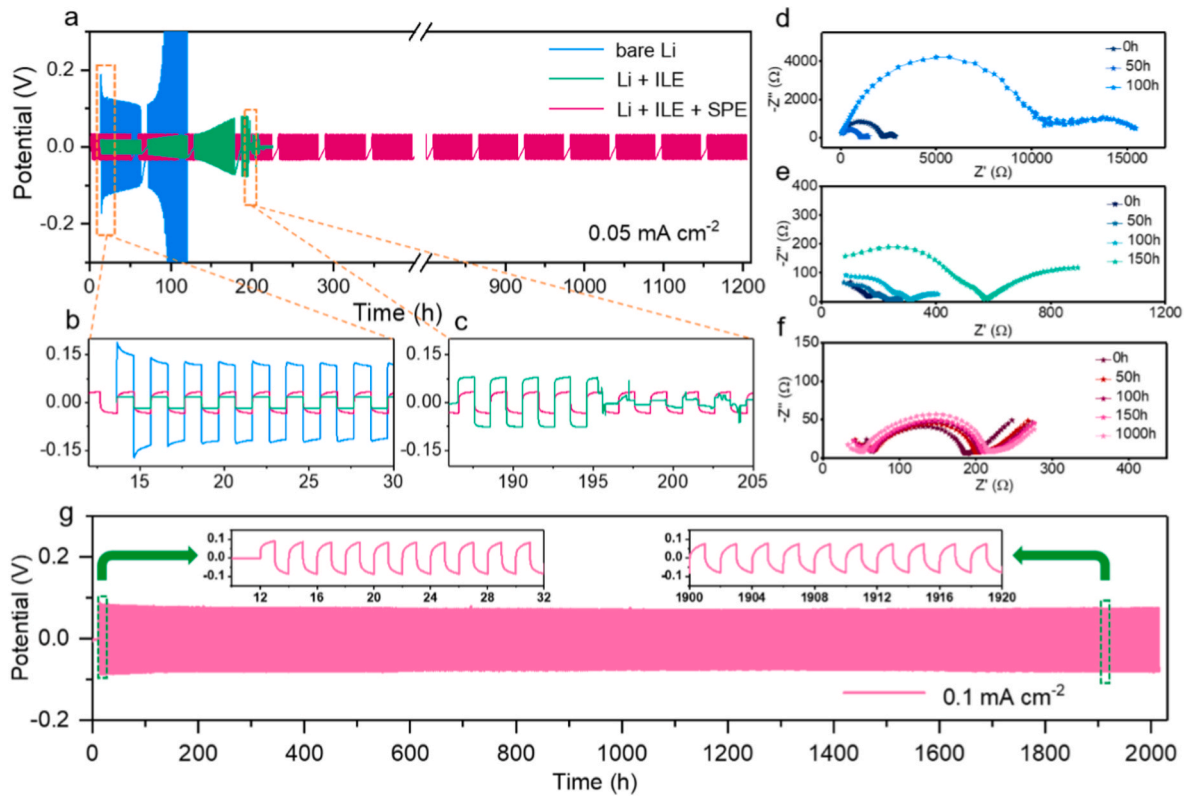 a
Potential (V)
0.2
0.0
-0.2
bare Li
Li + ILE
Li + ILE + SPE
0.05 mA cm-2
0 100 200 300 900 1000 1100 1200
Time (h)
b
0.15
0.00
-0.15
15 20 25 30
c
0.15
0.00
-0.15
190 195 200 205
d
-Z'' (Ω)
4000
2000
0
0h
50h
100h
0 5000 10000 15000
Z' (Ω)
e
-Z'' (Ω)
400
300
200
100
0
0h
50h
100h
150h
0 400 800 1200
Z' (Ω)
f
-Z'' (Ω)
150
100
50
0
0h
50h
100h
150h
1000h
0 100 200 300 400
Z' (Ω)
g
Potential (V)
0.2
0.0
-0.2
0.1
0.0
-0.1
12 16 20 24 28 32
0.1
0.0
-0.1
1900 1904 1908 1912 1916 1920
0.1 mA cm-2
0 200 400 600 800 1000 1200 1400 1600 1800 2000
Time (h)